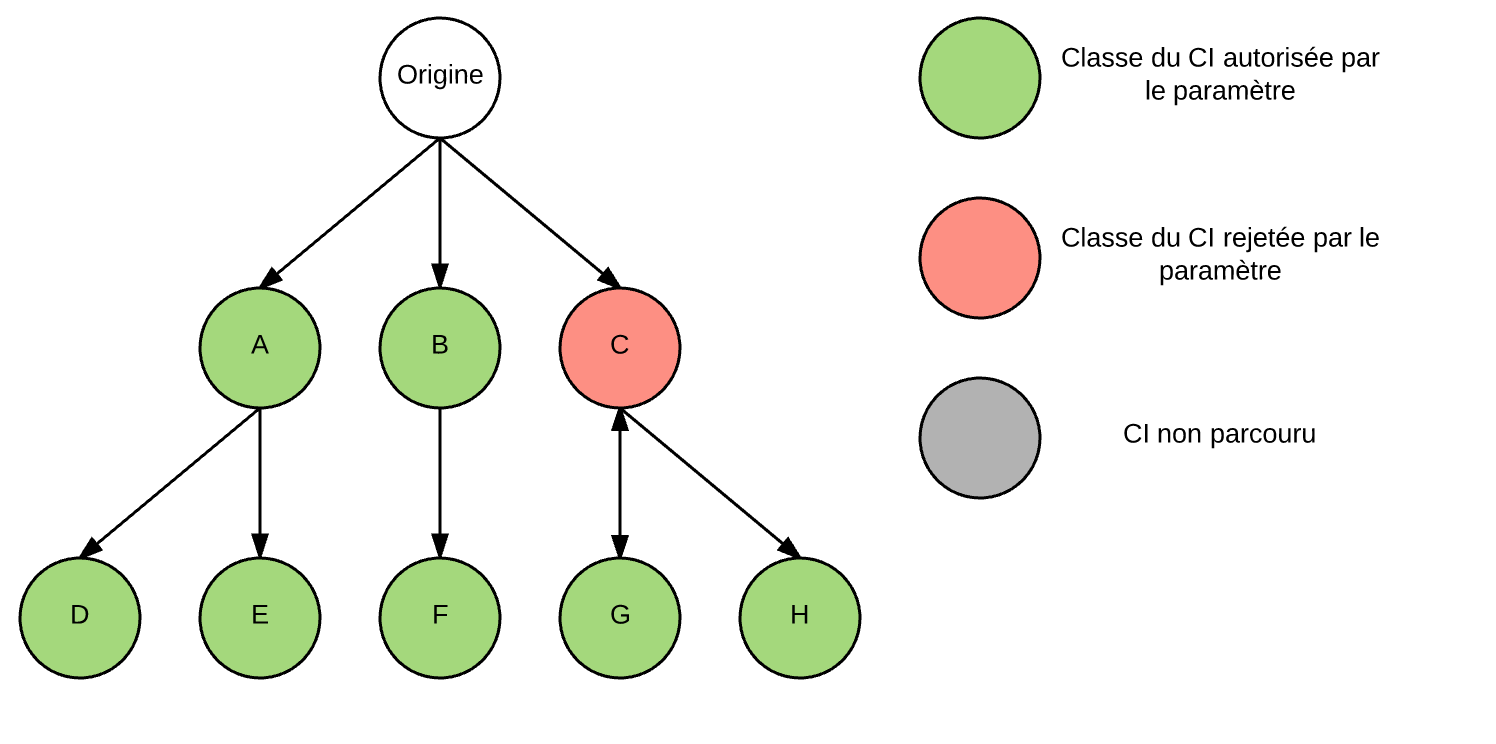 Origine
A
B
C
D
E
F
G
H
Classe du CI autorisée par
le paramètre
Classe du CI rejetée par le
paramètre
CI non parcouru